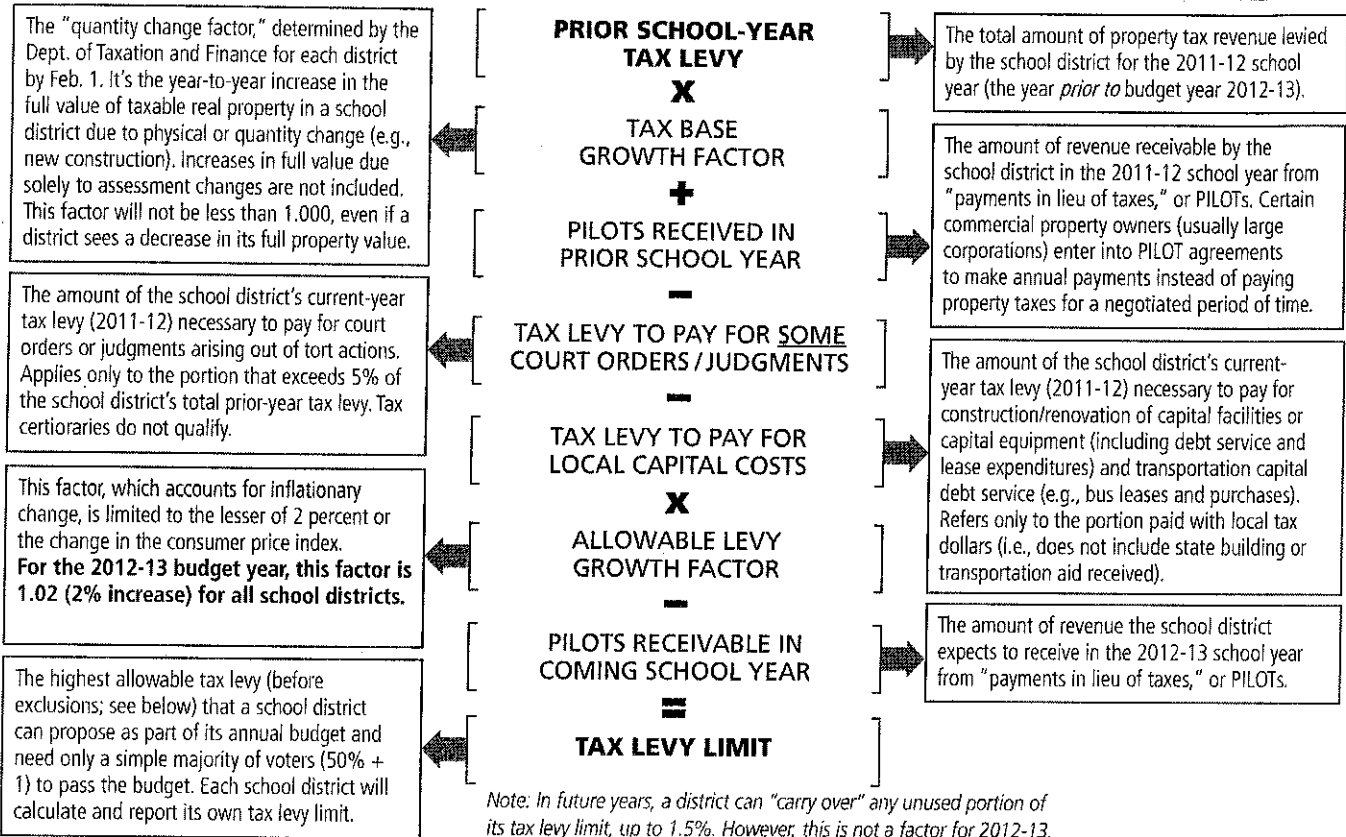 The "quantity change factor," determined by the
Dept. of Taxation and Finance for each district
by Feb. 1. It's the year-to-year increase in the
full value of taxable real property in a school
district due to physical or quantity change (e.g.,
new construction). Increases in full value due
solely to assessment changes are not included.
This factor will not be less than 1.000, even if a
district sees a decrease in its full property value.
The amount of the school district's current-year
tax levy (2011-12) necessary to pay for court
orders or judgments arising out of tort actions.
Applies only to the portion that exceeds 5% of
the school district's total prior-year tax levy. Tax
certioraries do not qualify.
This factor, which accounts for inflationary
change, is limited to the lesser of 2 percent or
the change in the consumer price index.
For the 2012-13 budget year, this factor is
1.02 (2% increase) for all school districts.
The highest allowable tax levy (before
exclusions; see below) that a school district
can propose as part of its annual budget and
need only a simple majority of voters (50% +
1) to pass the budget. Each school district will
calculate and report its own tax levy limit.
PRIOR SCHOOL-YEAR
TAX LEVY
X
TAX BASE
GROWTH FACTOR
+
PILOTS RECEIVED IN
PRIOR SCHOOL YEAR
-
TAX LEVY TO PAY FOR SOME
COURT ORDERS/JUDGMENTS
-
TAX LEVY TO PAY FOR
LOCAL CAPITAL COSTS
X
ALLOWABLE LEVY
GROWTH FACTOR
-
PILOTS RECEIVABLE IN
COMING SCHOOL YEAR
=
TAX LEVY LIMIT
Note: In future years, a district can "carry over" any unused portion of
its tax levy limit, up to 1.5%. However, this is not a factor for 2012-13.
The total amount of property tax revenue levied
by the school district for the 2011-12 school
year (the year prior to budget year 2012-13).
The amount of revenue receivable by the
school district in the 2011-12 school year from
"payments in lieu of taxes," or PILOTs. Certain
commercial property owners (usually large
corporations) enter into PILOT agreements
to make annual payments instead of paying
property taxes for a negotiated period of time.
The amount of the school district's current-
year tax levy (2011-12) necessary to pay for
construction/renovation of capital facilities or
capital equipment (including debt service and
lease expenditures) and transportation capital
debt service (e.g., bus leases and purchases).
Refers only to the portion paid with local tax
dollars (i.e., does not include state building or
transportation aid received).
The amount of revenue the school district
expects to receive in the 2012-13 school year
from "payments in lieu of taxes," or PILOTs.